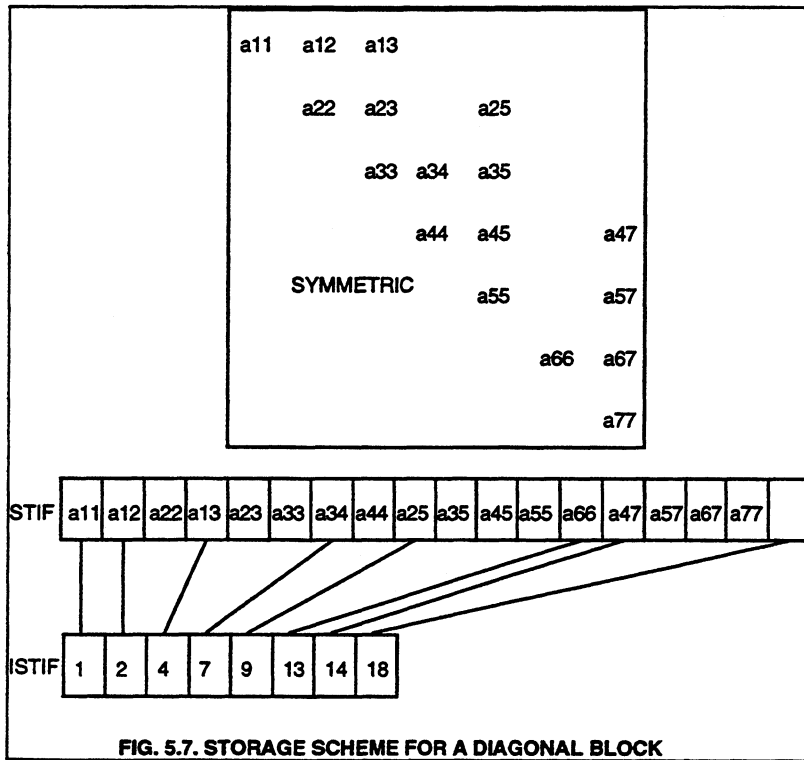 a11 a12 a13
a22 a23 a25
a33 a34 a35
a44 a45 a47
SYMMETRIC
a55 a57
a66 a67
a77
STIF a11 a12 a22 a13 a23 a33 a34 a44 a25 a35 a45 a55 a66 a47 a57 a67 a77
ISTIF 1 2 4 7 9 13 14 18
FIG. 5.7. STORAGE SCHEME FOR A DIAGONAL BLOCK